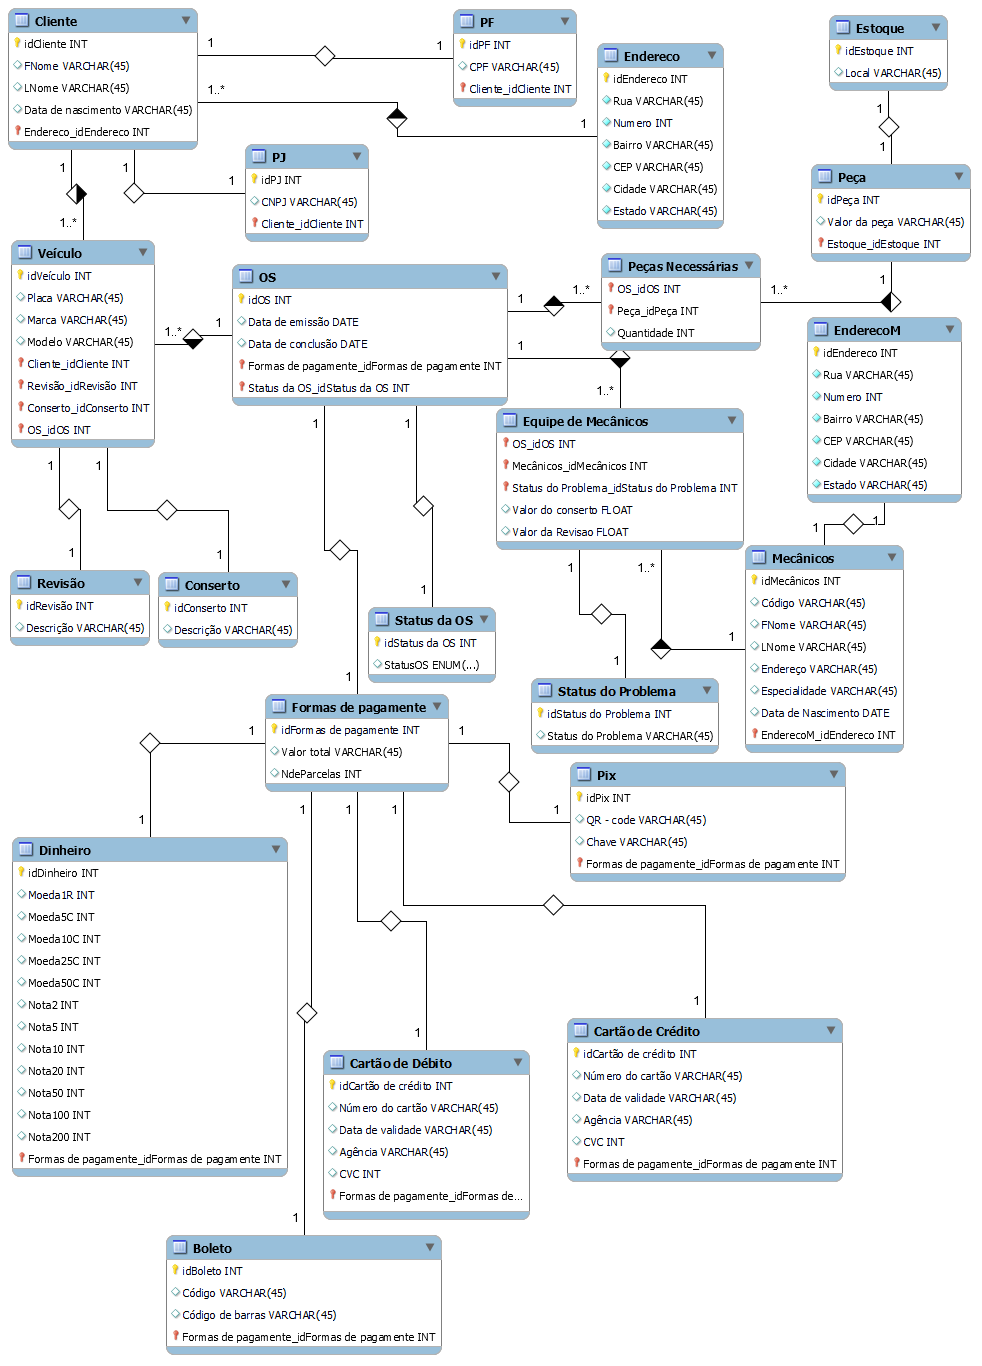 Cliente
idCliente INT
FNome VARCHAR(45)
LNome VARCHAR(45)
Data de nascimento VARCHAR(45)
Endereco_idEndereco INT
PF
idPF INT
CPF VARCHAR(45)
Cliente_idCliente INT
Endereco
idEndereco INT
Rua VARCHAR(45)
Numero INT
Bairro VARCHAR(45)
CEP VARCHAR(45)
Cidade VARCHAR(45)
Estado VARCHAR(45)
Estoque
idEstoque INT
Local VARCHAR(45)
1
1
1..*
1
1
1
PJ
idPJ INT
CNPJ VARCHAR(45)
Cliente_idCliente INT
1
1
1
1..*
Peça
idPeça INT
Valor da peça VARCHAR(45)
Estoque_idEstoque INT
Veículo
idVeículo INT
Placa VARCHAR(45)
Marca VARCHAR(45)
Modelo VARCHAR(45)
Cliente_idCliente INT
Revisão_idRevisão INT
Conserto_idConserto INT
OS_idOS INT
OS
idOS INT
Data de emissão DATE
Data de conclusão DATE
Formas de pagamente_idFormas de pagamente INT
Status da OS_idStatus da OS INT
Peças Necessárias
OS_idOS INT
Peça_idPeça INT
Quantidade INT
1
1..*
1..*
1
1..*
1
1
1..*
EnderecoM
idEndereco INT
Rua VARCHAR(45)
Numero INT
Bairro VARCHAR(45)
CEP VARCHAR(45)
Cidade VARCHAR(45)
Estado VARCHAR(45)
Equipe de Mecânicos
OS_idOS INT
Mecânicos_idMecânicos INT
Status do Problema_idStatus do Problema INT
Valor do conserto FLOAT
Valor da Revisao FLOAT
1
1
1
1
1
1
1
1
1
1
1..*
1
1
Mecânicos
idMecânicos INT
Código VARCHAR(45)
FNome VARCHAR(45)
LNome VARCHAR(45)
Endereço VARCHAR(45)
Especialidade VARCHAR(45)
Data de Nascimento DATE
EnderecoM_idEndereco INT
Revisão
idRevisão INT
Descrição VARCHAR(45)
Conserto
idConserto INT
Descrição VARCHAR(45)
Status da OS
idStatus da OS INT
StatusOS ENUM(...)
1
Status do Problema
idStatus do Problema INT
Status do Problema VARCHAR(45)
1
Formas de pagamente
idFormas de pagamente INT
Valor total VARCHAR(45)
NdeParcelas INT
1
1
1
1
1
1
1
Pix
idPix INT
QR - code VARCHAR(45)
Chave VARCHAR(45)
Formas de pagamente_idFormas de pagamente INT
Dinheiro
idDinheiro INT
Moeda1R INT
Moeda5C INT
Moeda10C INT
Moeda25C INT
Moeda50C INT
Nota2 INT
Nota5 INT
Nota10 INT
Nota20 INT
Nota50 INT
Nota100 INT
Nota200 INT
Formas de pagamente_idFormas de pagamente INT
1
1
1
Cartão de Débito
idCartão de crédito INT
Número do cartão VARCHAR(45)
Data de validade VARCHAR(45)
Agência VARCHAR(45)
CVC INT
Formas de pagamente_idFormas de...
Cartão de Crédito
idCartão de crédito INT
Número do cartão VARCHAR(45)
Data de validade VARCHAR(45)
Agência VARCHAR(45)
CVC INT
Formas de pagamente_idFormas de pagamente INT
Boleto
idBoleto INT
Código VARCHAR(45)
Código de barras VARCHAR(45)
Formas de pagamente_idFormas de pagamente INT